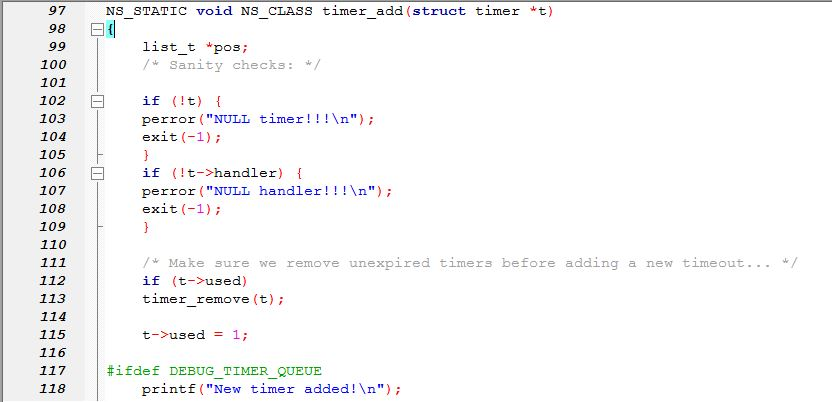 97 NS_STATIC void NS_CLASS timer_add(struct timer *t)
98 {
99 list_t *pos;
100 /* Sanity checks: */
101
102 if (!t) {
103 perror("NULL timer!!!\n");
104 exit(-1);
105 }
106 if (!t->handler) {
107 perror("NULL handler!!!\n");
108 exit(-1);
109 }
110
111 /* Make sure we remove unexpired timers before adding a new timeout... */
112 if (t->used)
113 timer_remove(t);
114
115 t->used = 1;
116
117 #ifdef DEBUG_TIMER_QUEUE
118 printf("New timer added!\n");